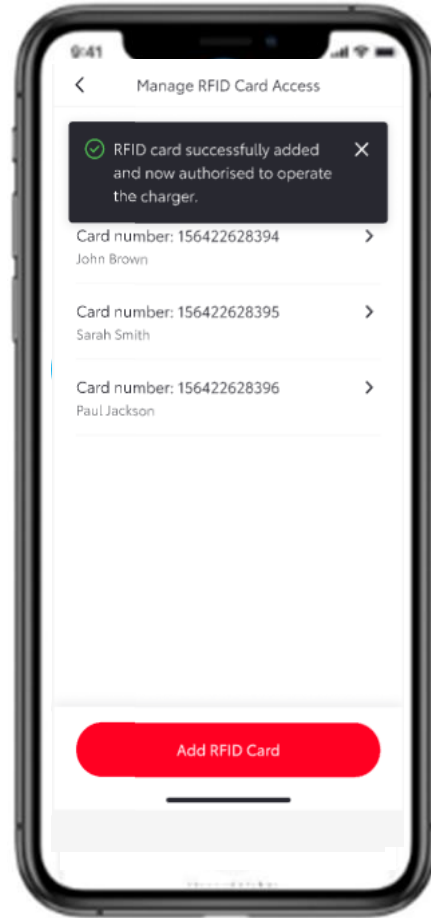 9:41
Manage RFID Card Access
RFID card successfully added
and now authorised to operate
the charger.
Card number: 156422628394
John Brown
Card number: 156422628395
Sarah Smith
Card number: 156422628396
Paul Jackson
Add RFID Card